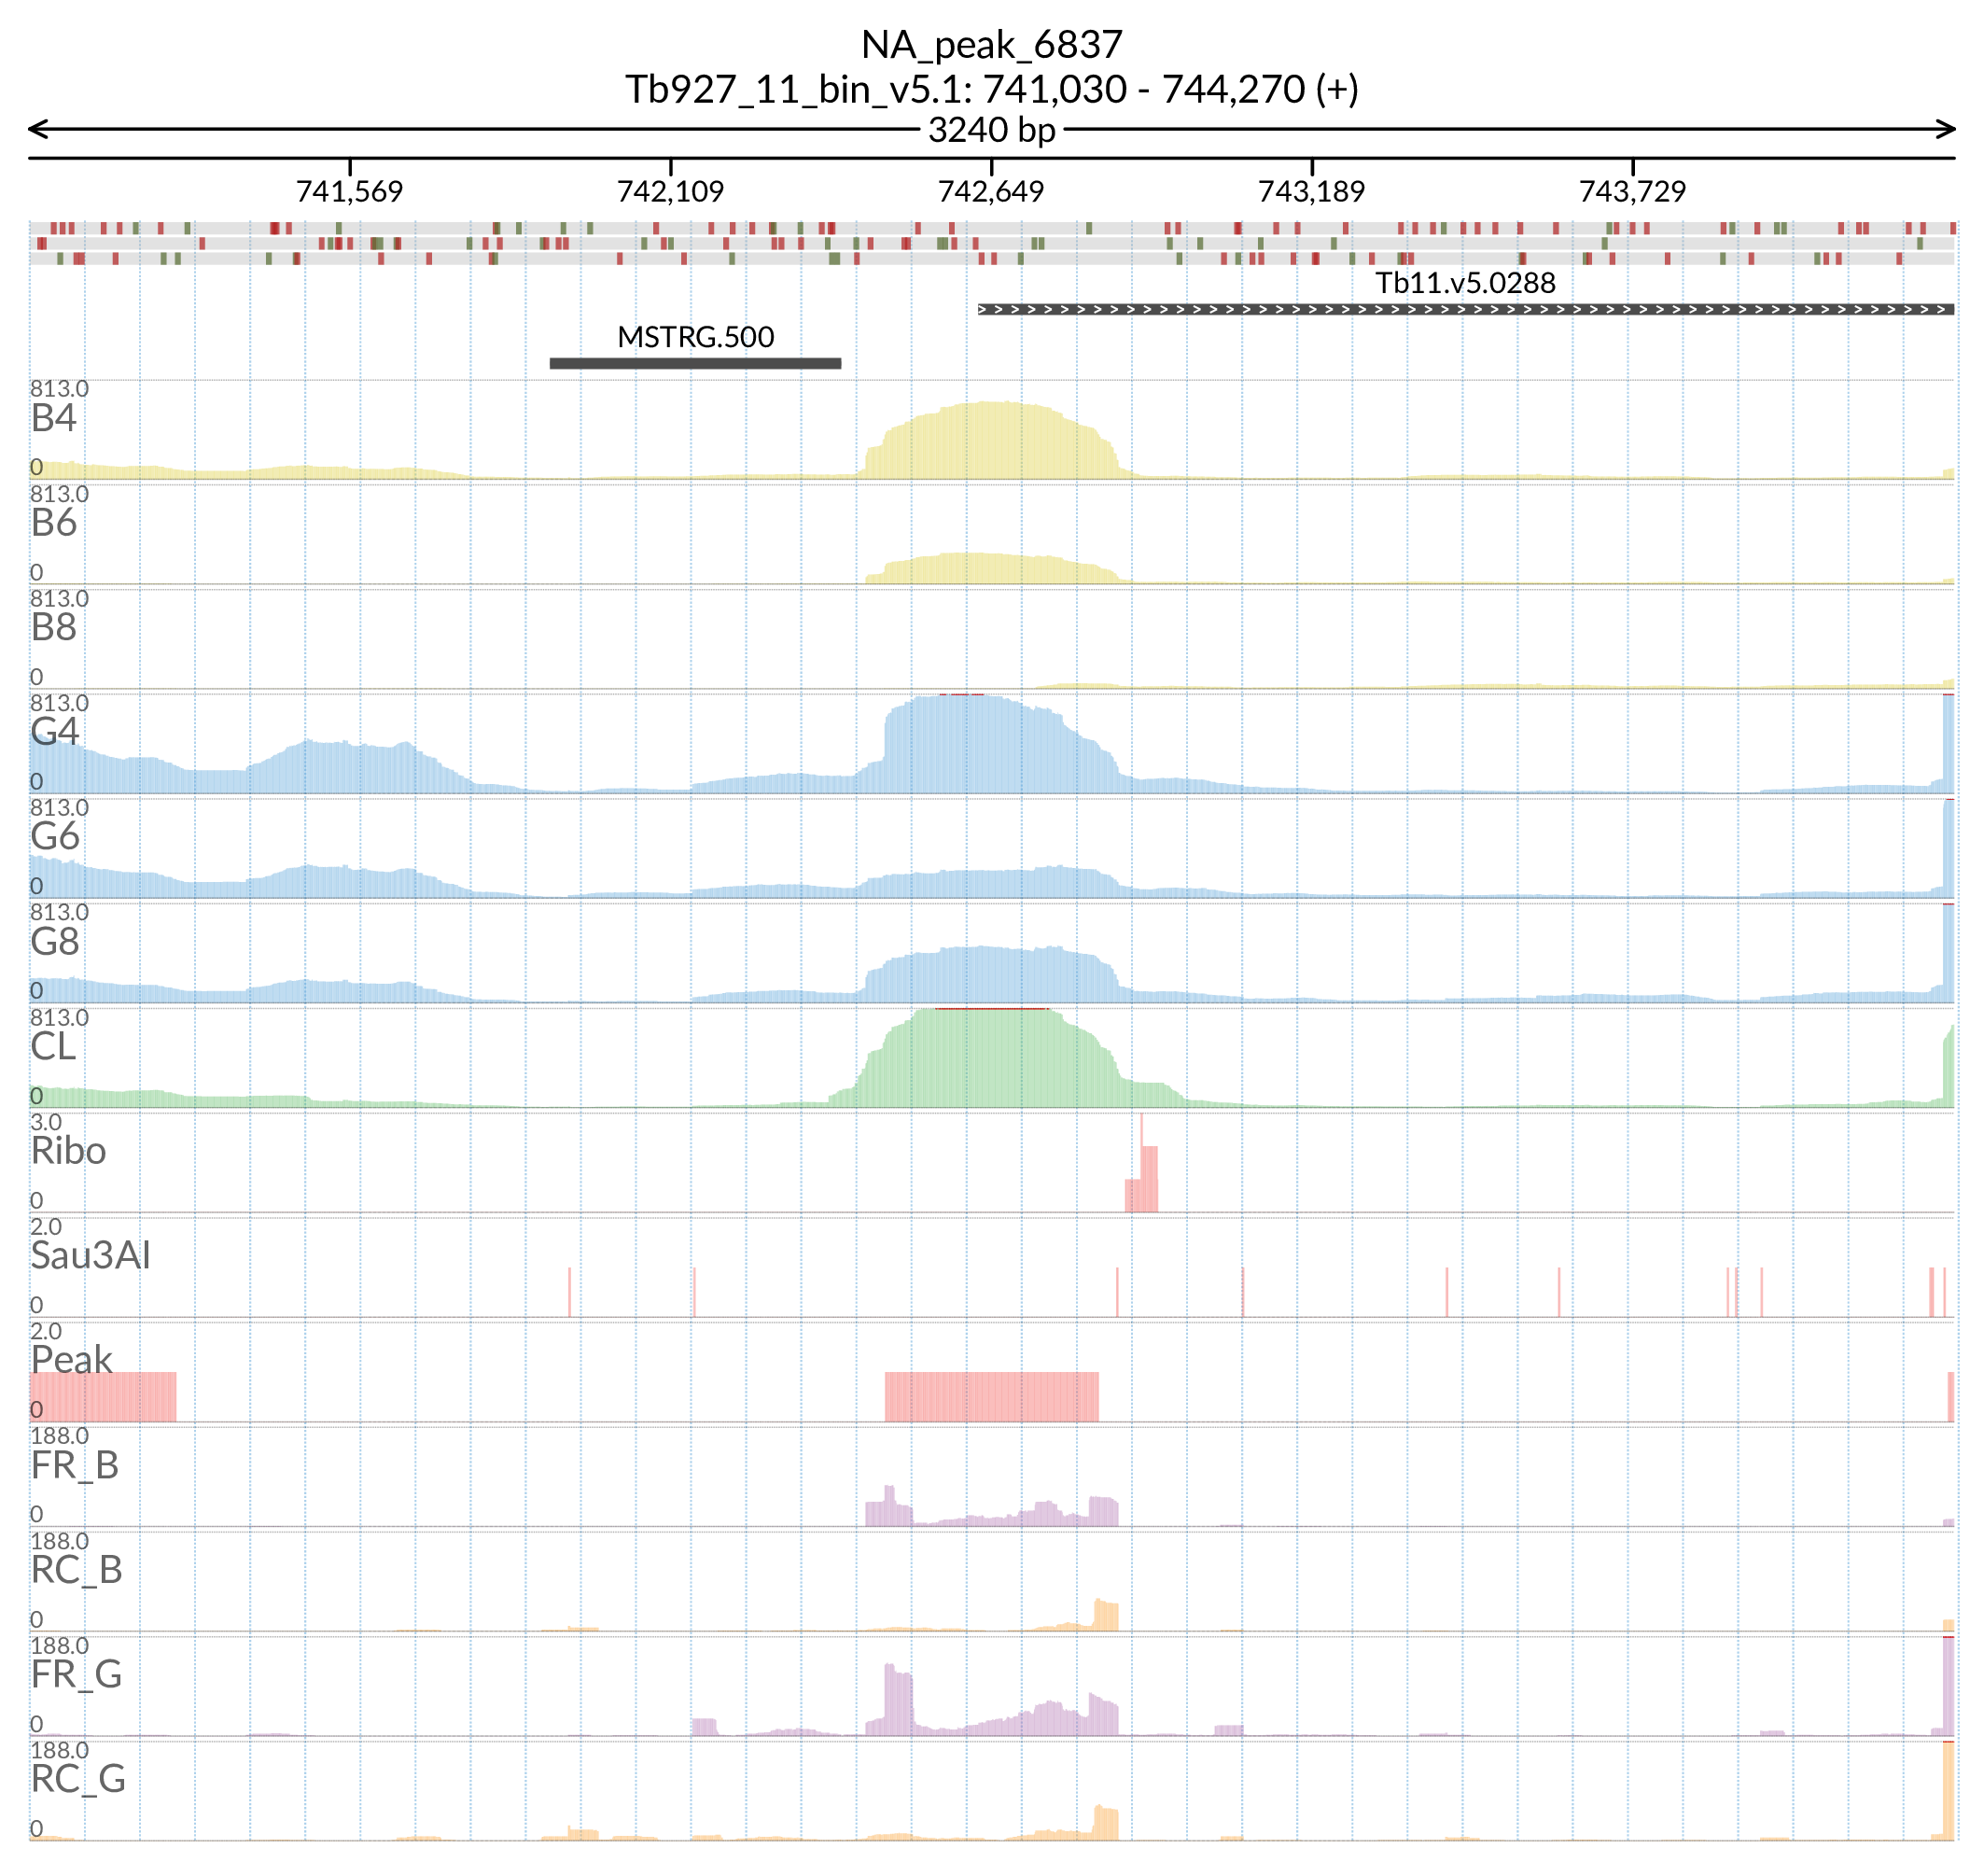 NA_peak_6837
Tb927_11_bin_v5.1: 741,030 - 744,270 (+)
3240 bp
741,569 742,109 742,649 743,189 743,729
Tb11.v5.0288
MSTRG.500
813.0
B4
0
813.0
B6
0
813.0
B8
0
813.0
G4
0
813.0
G6
0
813.0
G8
0
813.0
CL
0
3.0
Ribo
0
2.0
Sau3AI
0
2.0
Peak
0
188.0
FR_B
0
188.0
RC_B
0
188.0
FR_G
0
188.0
RC_G
0